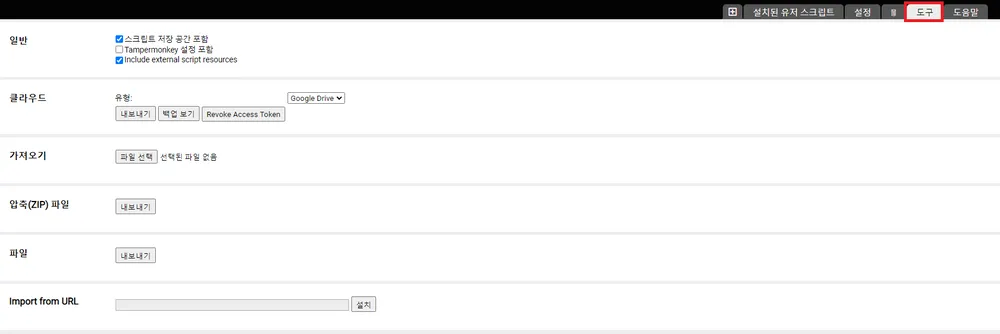 설치된 유저 스크립트 설정 도구 도움말
일반
스크립트 저장 공간 포함
Tampermonkey 설정 포함
Include external script resources
클라우드
유형:
Google Drive
내보내기 백업 보기 Revoke Access Token
가져오기
파일 선택 선택된 파일 없음
압축(ZIP) 파일
내보내기
파일
내보내기
Import from URL
설치